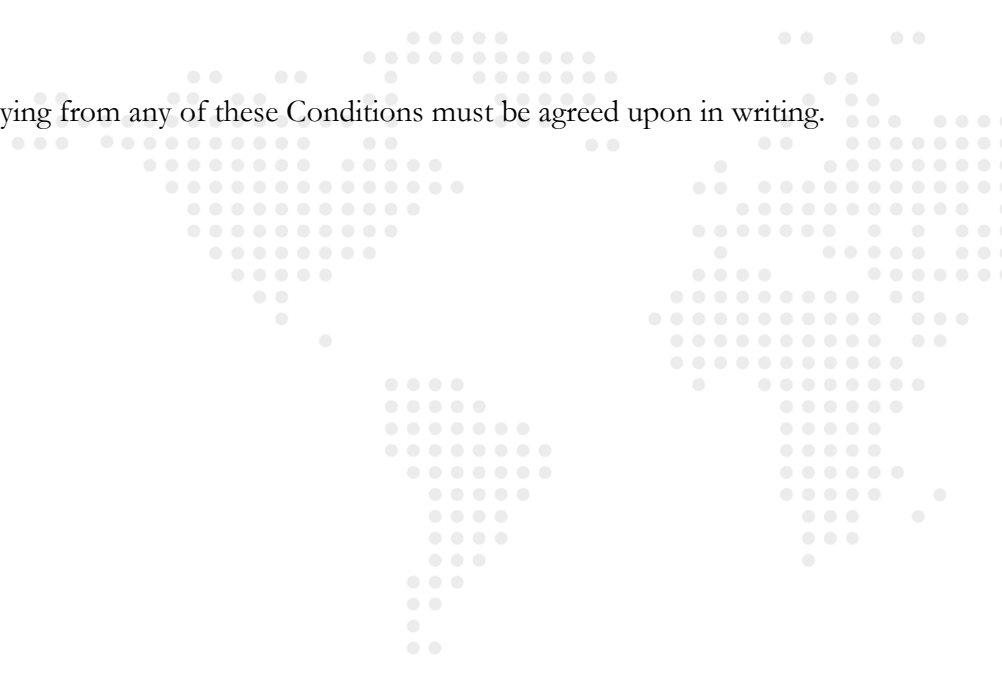 ying from any of these Conditions must be agreed upon in writing.